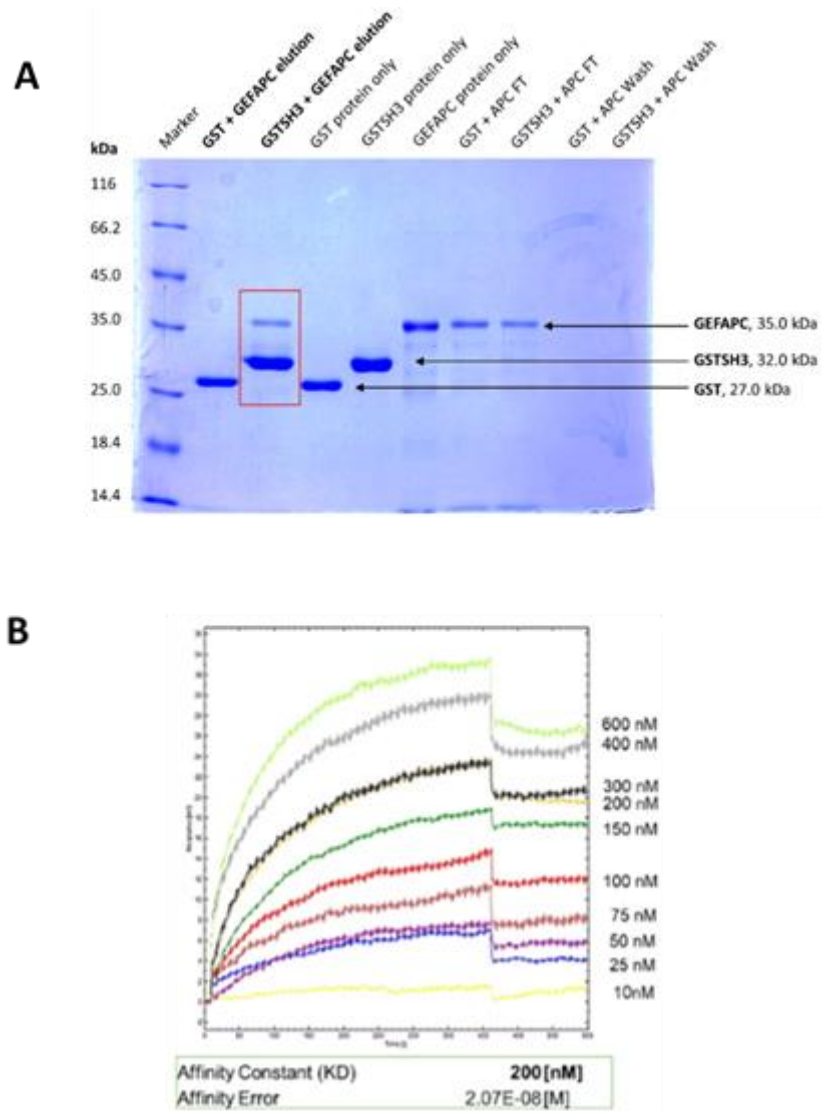 A
kDa
Marker
GST + GEFAPC elution
GSTSH3 + GEFAPC elution
GST protein only
GSTSH3 protein only
GEFAPC protein only
GST + APC FT
GSTSH3 + APC FT
GST + APC Wash
GSTSH3 + APC Wash
116
66.2
45.0
35.0
25.0
18.4
14.4
GEFAPC, 35.0 kDa
GSTSH3, 32.0 kDa
GST, 27.0 kDa
B
600 nM
400 nM
300 nM
200 nM
150 nM
100 nM
75 nM
50 nM
25 nM
10nM
Affinity Constant (KD) 200 [nM]
Affinity Error 2.07E-08 [M]